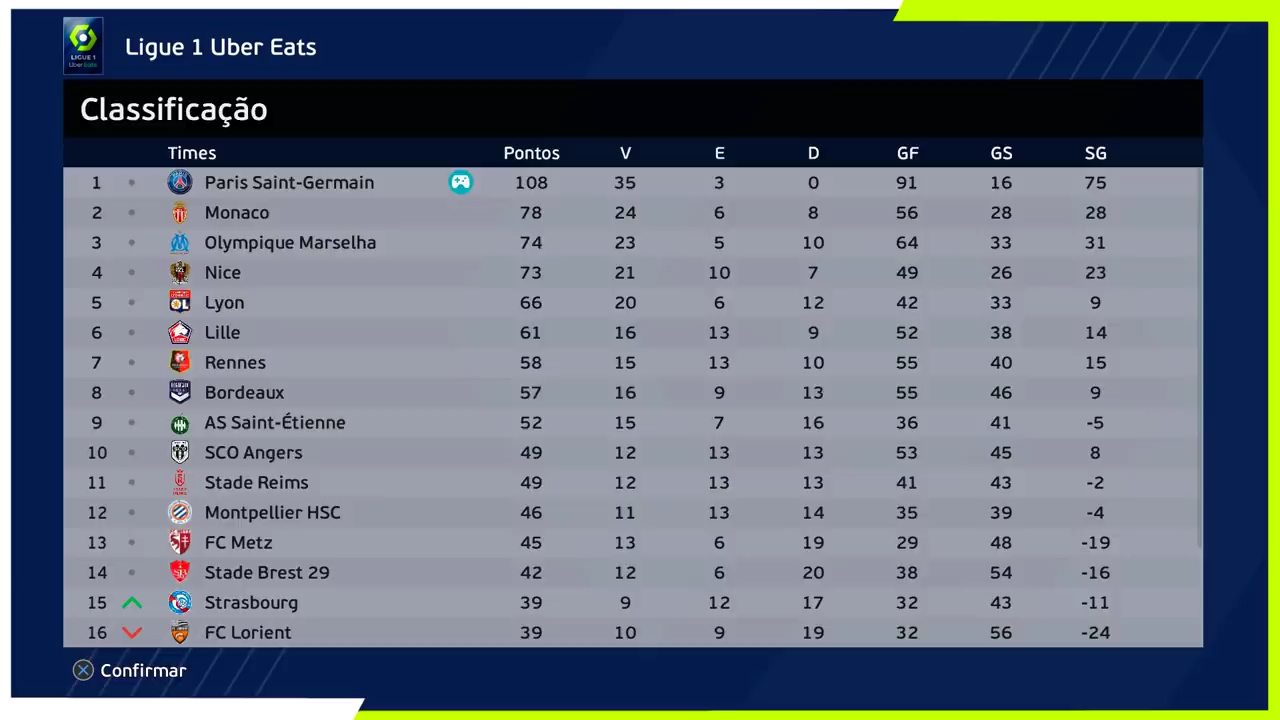 LIGUE 1
Uber Eats
Ligue 1 Uber Eats
Classificação
Times Pontos V E D GF GS SG
1 Paris Saint-Germain 108 35 3 0 91 16 75
2 Monaco 78 24 6 8 56 28 28
3 Olympique Marselha 74 23 5 10 64 33 31
4 Nice 73 21 10 7 49 26 23
5 Lyon 66 20 6 12 42 33 9
6 Lille 61 16 13 9 52 38 14
7 Rennes 58 15 13 10 55 40 15
8 Bordeaux 57 16 9 13 55 46 9
9 AS Saint-Étienne 52 15 7 16 36 41 -5
10 SCO Angers 49 12 13 13 53 45 8
11 Stade Reims 49 12 13 13 41 43 -2
12 Montpellier HSC 46 11 13 14 35 39 -4
13 FC Metz 45 13 6 19 29 48 -19
14 Stade Brest 29 42 12 6 20 38 54 -16
15 Strasbourg 39 9 12 17 32 43 -11
16 FC Lorient 39 10 9 19 32 56 -24
Confirmar